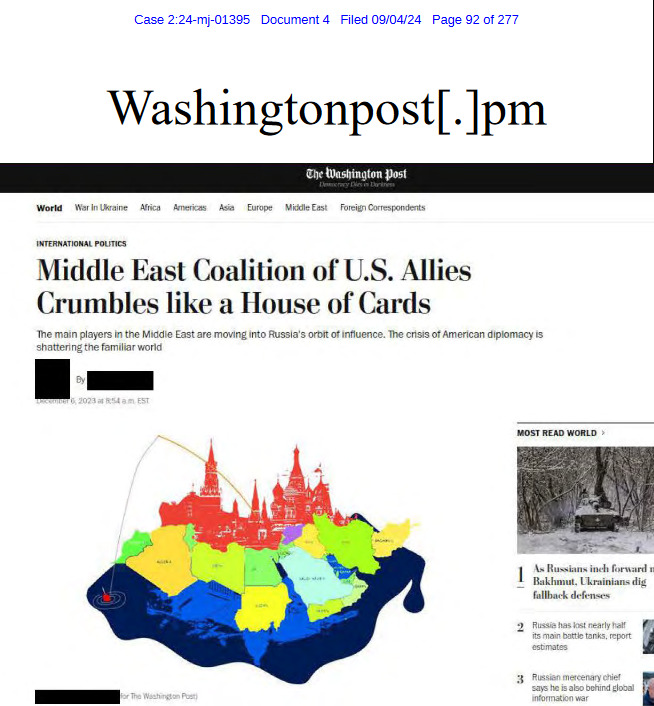 Case 2:24-mj-01395 Document 4 Filed 09/04/24 Page 92 of 277
Washingtonpost[.]pm
The Washington Post
Democracy Dies in Darkness
World War In Ukraine Africa Americas Asia Europe Middle East Foreign Correspondents
INTERNATIONAL POLITICS
Middle East Coalition of U.S. Allies
Crumbles like a House of Cards
The main players in the Middle East are moving into Russia's orbit of influence. The crisis of American diplomacy is
shattering the familiar world
By
December 6, 2023 at 8:54 a.m. EST
MOST READ WORLD >
ALGERIA
LIBYA
SAUDI ARABIA
SUDAN
1 As Russians inch forward
Bakhmut, Ukrainians dig
fallback defenses
2 Russia has lost nearly half
its main battle tanks, report
estimates
3 Russian mercenary chief
says he is also behind global
information war
for The Washington Post)